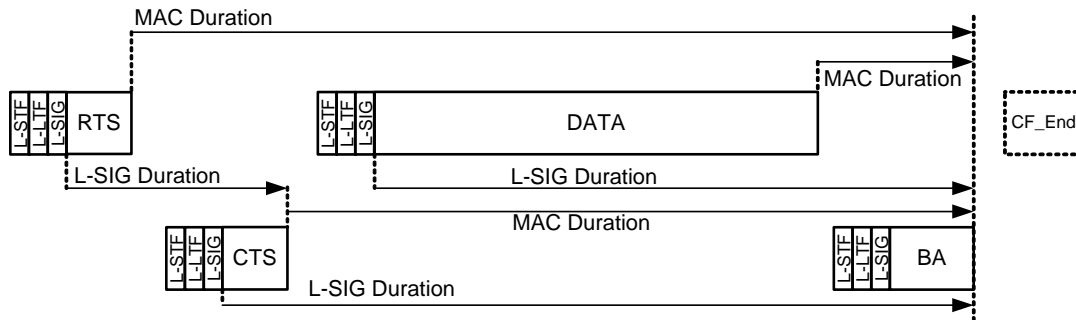 MAC Duration
MAC Duration
L-STF
L-LTF
L-SIG
RTS
L-STF
L-LTF
L-SIG
DATA
CF_End
L-SIG Duration
L-SIG Duration
MAC Duration
L-STF
L-LTF
L-SIG
CTS
L-STF
L-LTF
L-SIG
BA
L-SIG Duration